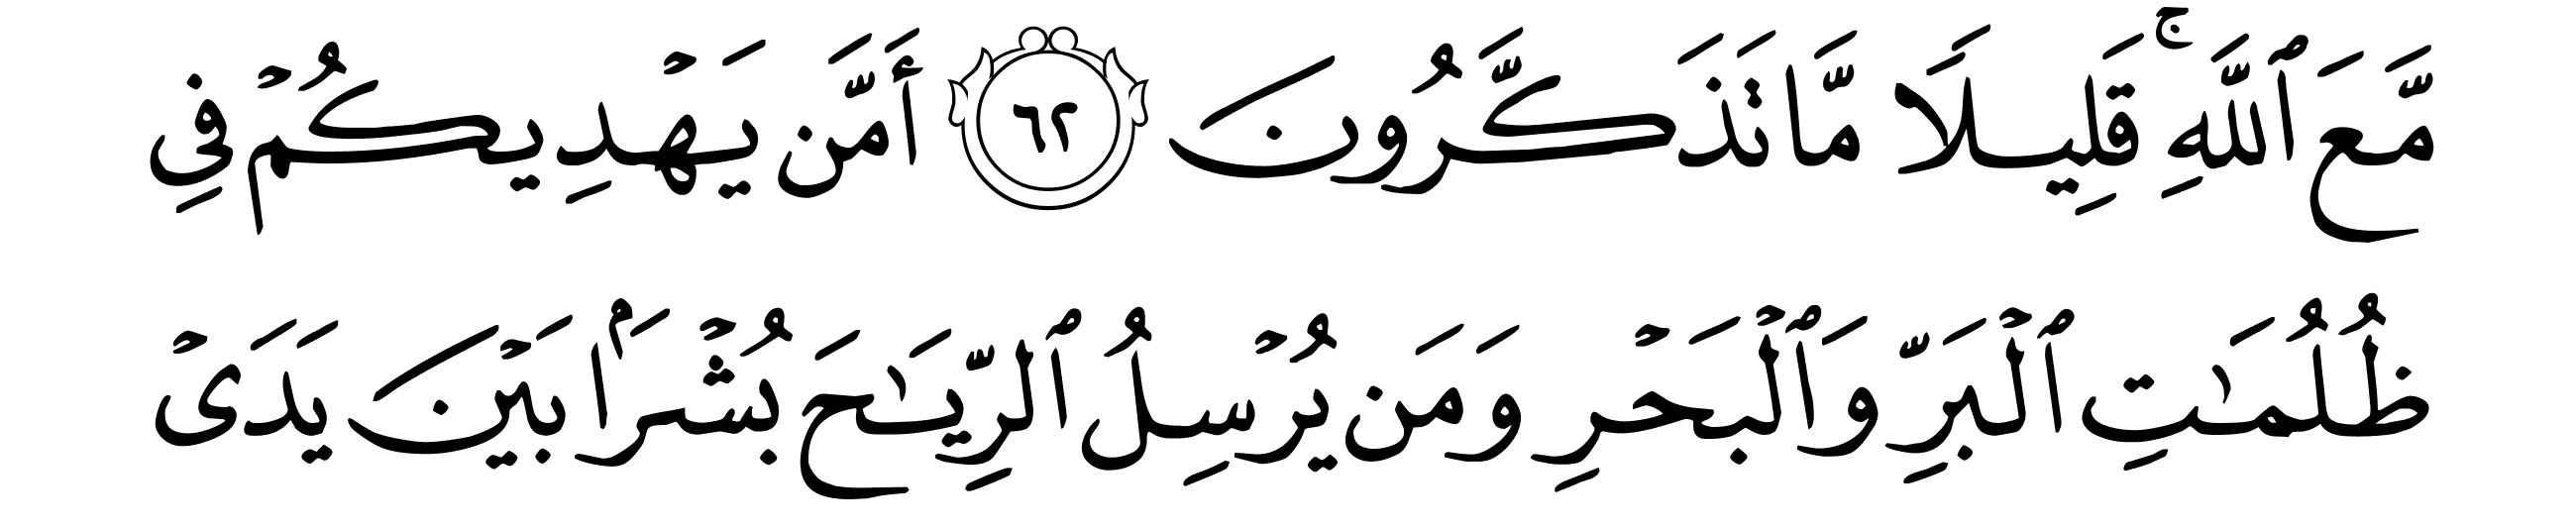 مَّعَ ٱللَّهِۚ قَلِيلًا مَّا تَذَكَّرُونَ ٦٢ أَمَّن يَهْدِيكُمْ فِي
ظُلُمَٰتِ ٱلْبَرِّ وَٱلْبَحْرِ وَمَن يُرْسِلُ ٱلرِّيَٰحَ بُشْرَۢا بَيْنَ يَدَىْ